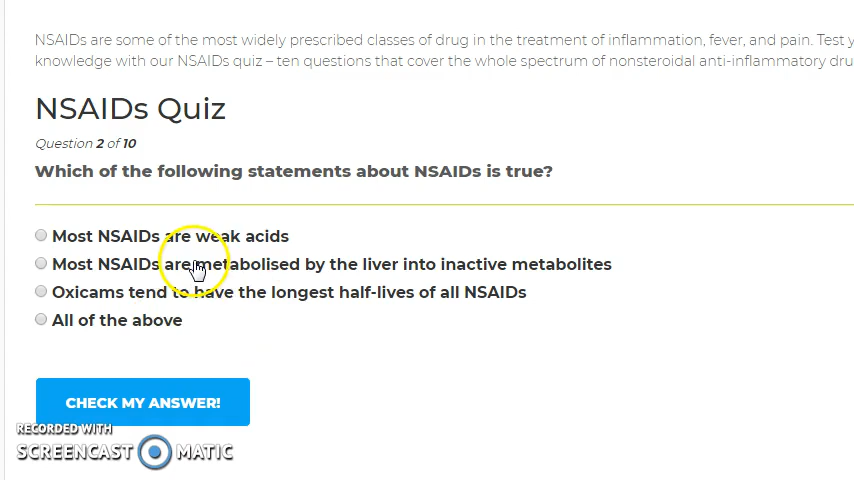 NSAIDs are some of the most widely prescribed classes of drug in the treatment of inflammation, fever, and pain. Test y
knowledge with our NSAIDs quiz – ten questions that cover the whole spectrum of nonsteroidal anti-inflammatory dru
NSAIDs Quiz
Question 2 of 10
Which of the following statements about NSAIDs is true?
Most NSAIDs are weak acids
Most NSAIDs are metabolised by the liver into inactive metabolites
Oxicams tend to have the longest half-lives of all NSAIDs
All of the above
CHECK MY ANSWER!
RECORDED WITH
SCREENCAST MATIC